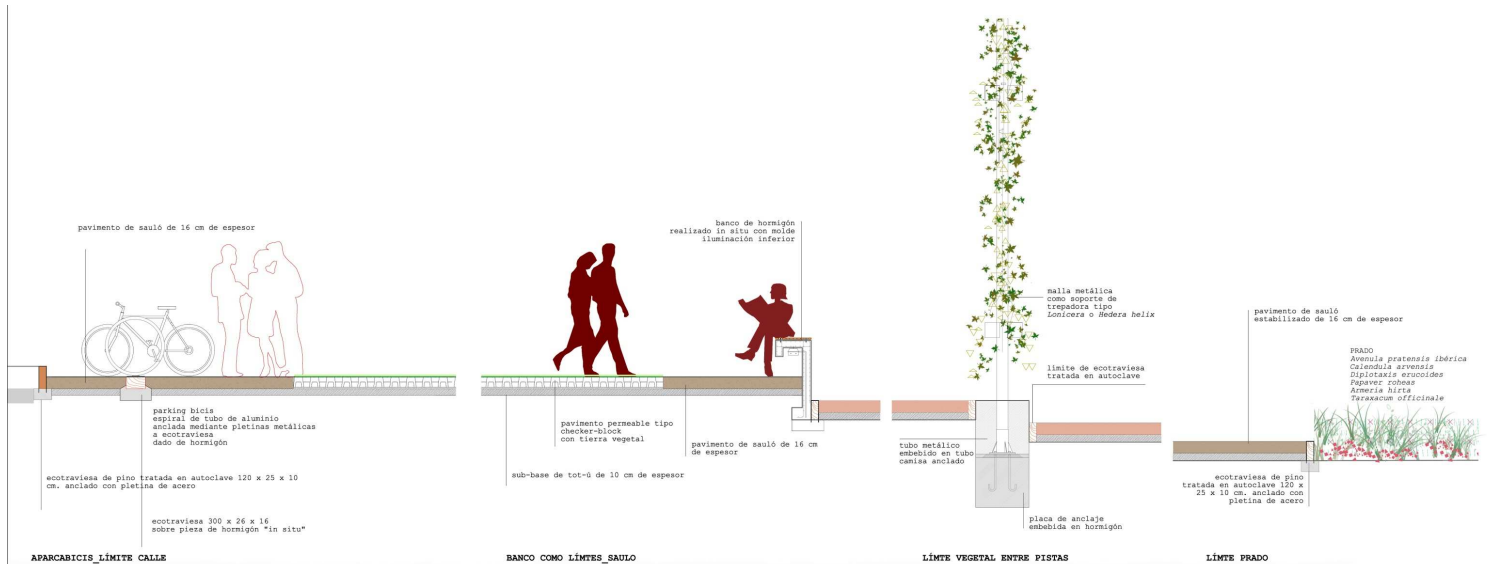 pavimento de sauló de 16 cm de espesor
parking bicis
espiral de tubo de aluminio
anclada mediante pletinas metálicas
a ecotraviesa
dado de hormigón
ecotraviesa de pino tratada en autoclave 120 x 25 x 10
cm. anclado con pletina de acero
ecotraviesa 300 x 26 x 16
sobre pieza de hormigón "in situ"
APARCABICIS_LÍMITE CALLE
banco de hormigón
realizado in situ con molde
iluminación inferior
pavimento permeable tipo
checker-block
con tierra vegetal
pavimento de sauló de 16 cm
de espesor
sub-base de tot-ú de 10 cm de espesor
BANCO COMO LÍMTES_SAULO
malla metálica
como soporte de
trepadora tipo
Lonicera o Hedera helix
límite de ecotraviesa
tratada en autoclave
tubo metálico
embebido en tubo
camisa anclado
placa de anclaje
embebida en hormigón
LÍMTE VEGETAL ENTRE PISTAS
pavimento de sauló
estabilizado de 16 cm de espesor
PRADO
Avenula pratensis ibérica
Calendula arvensis
Diplotaxis erucoides
Papaver roheas
Armeria hirta
Taraxacum officinale
ecotraviesa de pino
tratada en autoclave 120 x
25 x 10 cm. anclado con
pletina de acero
LÍMTE PRADO